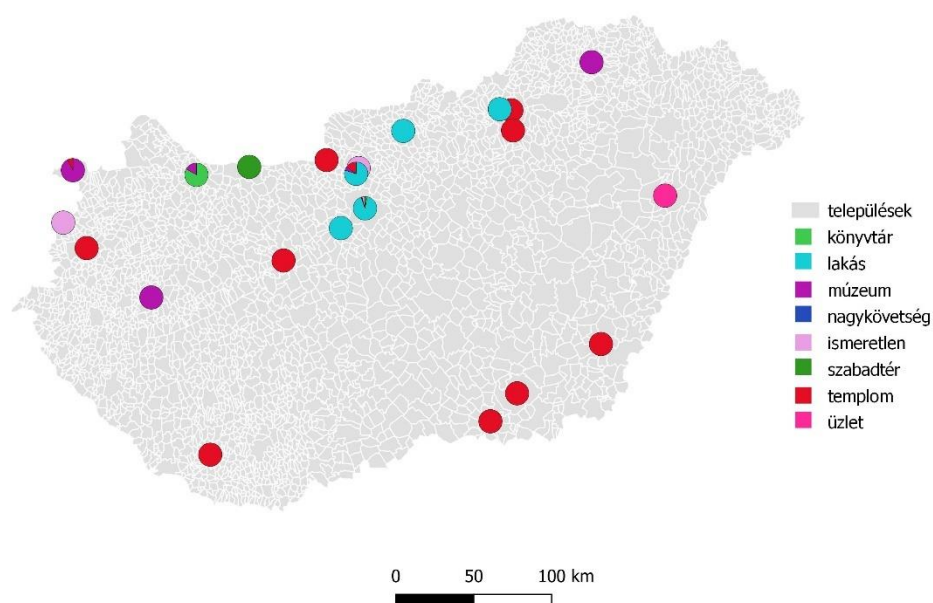 települések
könyvtár
lakás
múzeum
nagykövetség
ismeretlen
szabadtér
templom
üzlet
0 50 100 km